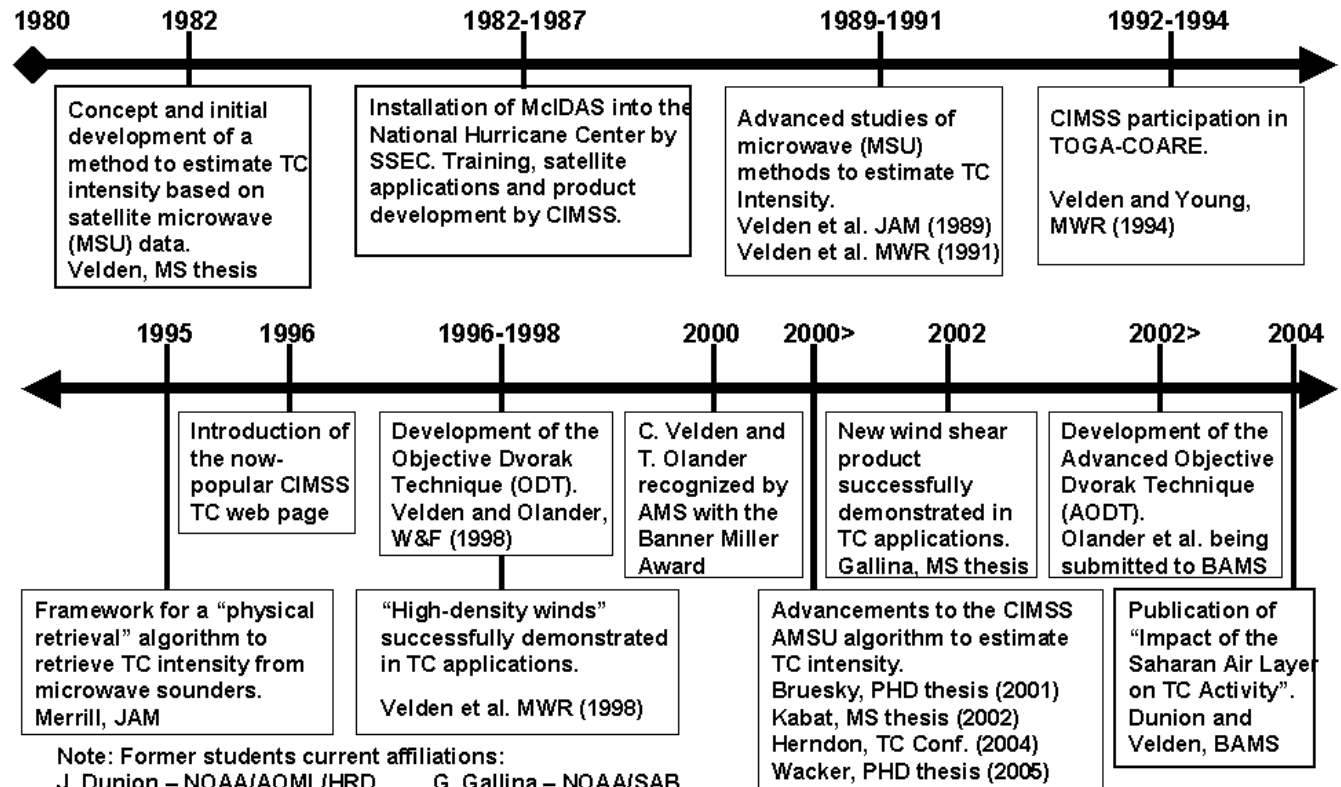 1980
1982
1982-1987
1989-1991
1992-1994
Concept and initial
development of a
method to estimate TC
intensity based on
satellite microwave
(MSU) data.
Velden, MS thesis
Installation of McIDAS into the
National Hurricane Center by
SSEC. Training, satellite
applications and product
development by CIMSS.
Advanced studies of
microwave (MSU)
methods to estimate TC
Intensity.
Velden et al. JAM (1989)
Velden et al. MWR (1991)
CIMSS participation in
TOGA-COARE.
Velden and Young,
MWR (1994)
1995
1996
1996-1998
2000
2000>
2002
2002>
2004
Introduction of
the now-
popular CIMSS
TC web page
Development of the
Objective Dvorak
Technique (ODT).
Velden and Olander,
W&F (1998)
C. Velden and
T. Olander
recognized by
AMS with the
Banner Miller
Award
New wind shear
product
successfully
demonstrated in
TC applications.
Gallina, MS thesis
Development of the
Advanced Objective
Dvorak Technique
(AODT).
Olander et al. being
submitted to BAMS
Framework for a “physical
retrieval” algorithm to
retrieve TC intensity from
microwave sounders.
Merrill, JAM
“High-density winds”
successfully demonstrated
in TC applications.
Velden et al. MWR (1998)
Advancements to the CIMSS
AMSU algorithm to estimate
TC intensity.
Bruesky, PHD thesis (2001)
Kabat, MS thesis (2002)
Herndon, TC Conf. (2004)
Wacker, PHD thesis (2005)
Publication of
“Impact of the
Saharan Air Layer
on TC Activity”.
Dunion and
Velden, BAMS
Note: Former students current affiliations:
J. Dunion – NOAA/AOML/HRD G. Gallina – NOAA/SAB